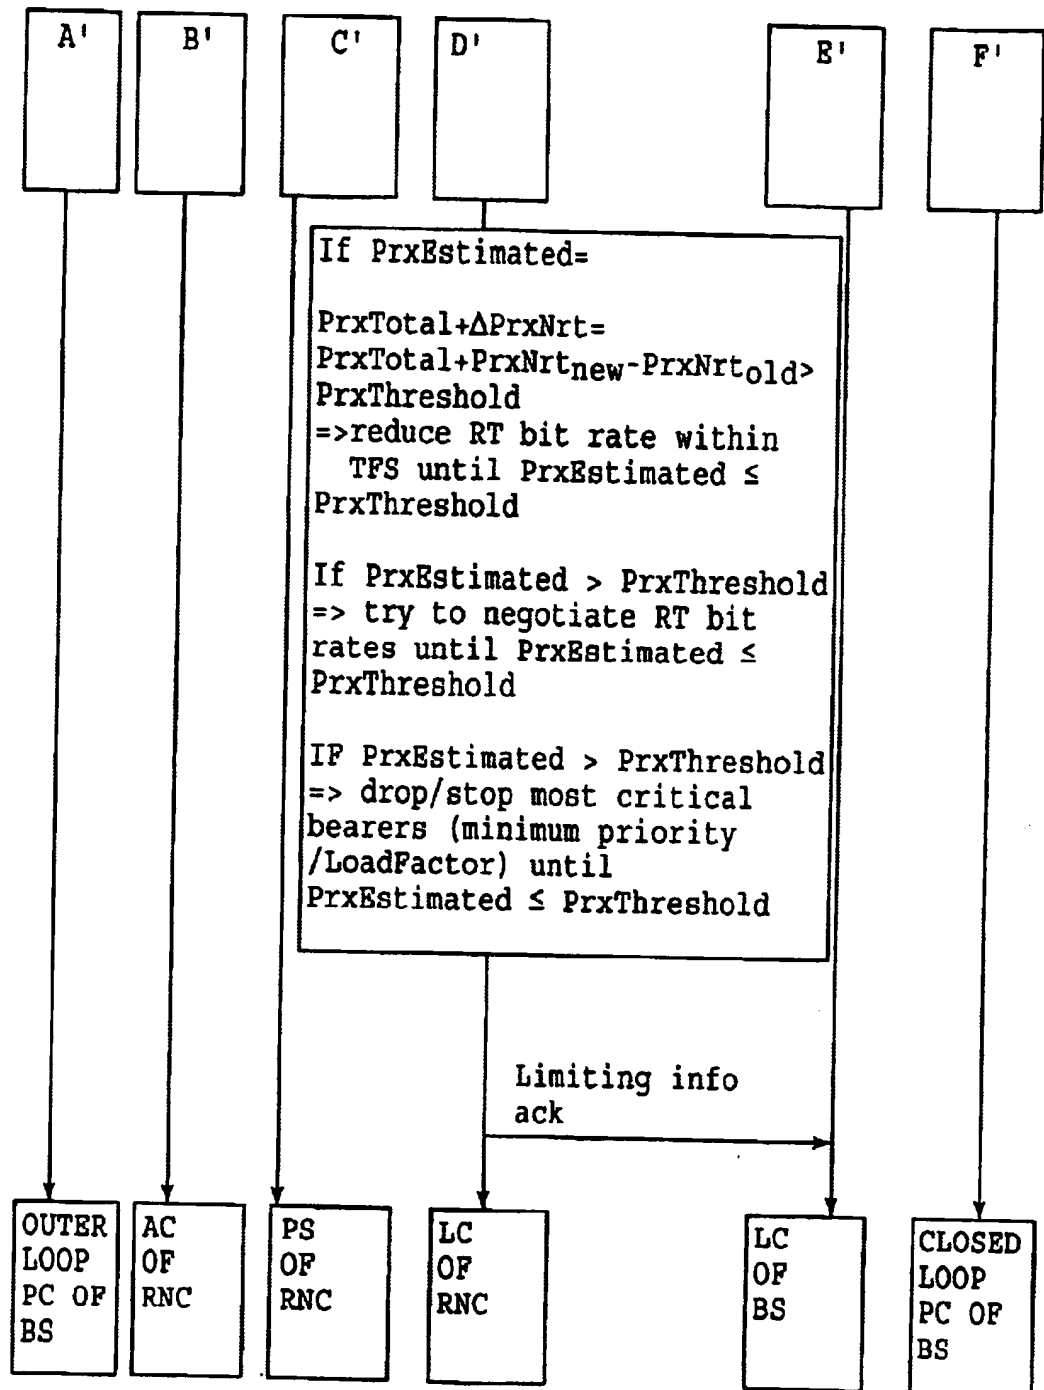 A'
B'
C'
D'
E'
F'
If PrxEstimated=
PrxTotal+ΔPrxNrt=
PrxTotal+PrxNrtnew-PrxNrtold>
PrxThreshold
=>reduce RT bit rate within
TFS until PrxEstimated ≤
PrxThreshold
If PrxEstimated > PrxThreshold
=> try to negotiate RT bit
rates until PrxEstimated ≤
PrxThreshold
IF PrxEstimated > PrxThreshold
=> drop/stop most critical
bearers (minimum priority
/LoadFactor) until
PrxEstimated ≤ PrxThreshold
Limiting info
ack
OUTER
LOOP
PC OF
BS
AC
OF
RNC
PS
OF
RNC
LC
OF
RNC
LC
OF
BS
CLOSED
LOOP
PC OF
BS